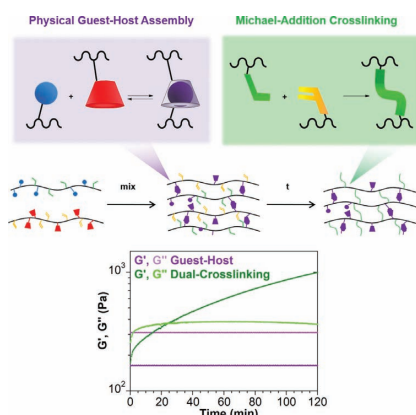 Physical Guest-Host Assembly
Michael-Addition Crosslinking
+
+
mix
t
G', G'' Guest-Host
G', G'' Dual-Crosslinking
G', G'' (Pa)
10³
10²
0 20 40 60 80 100 120
Time (min)